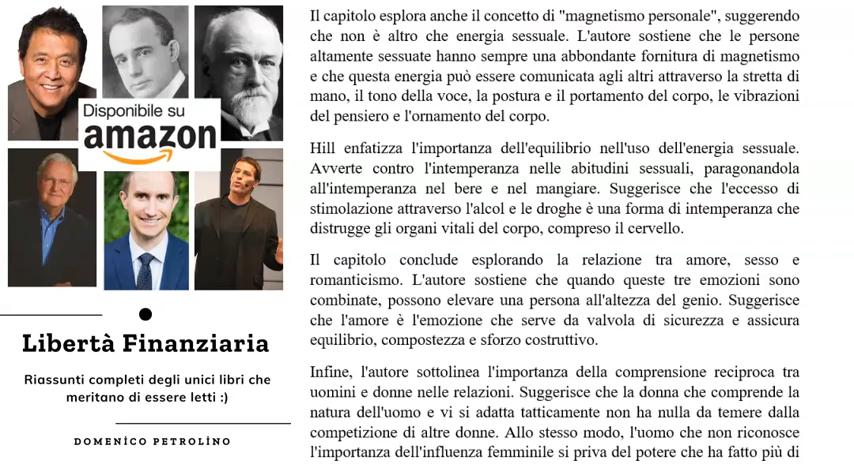 Disponibile su
amazon
Libertà Finanziaria
Riassunti completi degli unici libri che
meritano di essere letti :)
DOMENICO PETROLINO
Il capitolo esplora anche il concetto di "magnetismo personale", suggerendo
che non è altro che energia sessuale. L'autore sostiene che le persone
altamente sessuate hanno sempre una abbondante fornitura di magnetismo
e che questa energia può essere comunicata agli altri attraverso la stretta di
mano, il tono della voce, la postura e il portamento del corpo, le vibrazioni
del pensiero e l'ornamento del corpo.
Hill enfatizza l'importanza dell'equilibrio nell'uso dell'energia sessuale.
Avverte contro l'intemperanza nelle abitudini sessuali, paragonandola
all'intemperanza nel bere e nel mangiare. Suggerisce che l'eccesso di
stimolazione attraverso l'alcol e le droghe è una forma di intemperanza che
distrugge gli organi vitali del corpo, compreso il cervello.
Il capitolo conclude esplorando la relazione tra amore, sesso e
romanticismo. L'autore sostiene che quando queste tre emozioni sono
combinate, possono elevare una persona all'altezza del genio. Suggerisce
che l'amore è l'emozione che serve da valvola di sicurezza e assicura
equilibrio, compostezza e sforzo costruttivo.
Infine, l'autore sottolinea l'importanza della comprensione reciproca tra
uomini e donne nelle relazioni. Suggerisce che la donna che comprende la
natura dell'uomo e vi si adatta tatticamente non ha nulla da temere dalla
competizione di altre donne. Allo stesso modo, l'uomo che non riconosce
l'importanza dell'influenza femminile si priva del potere che ha fatto più di